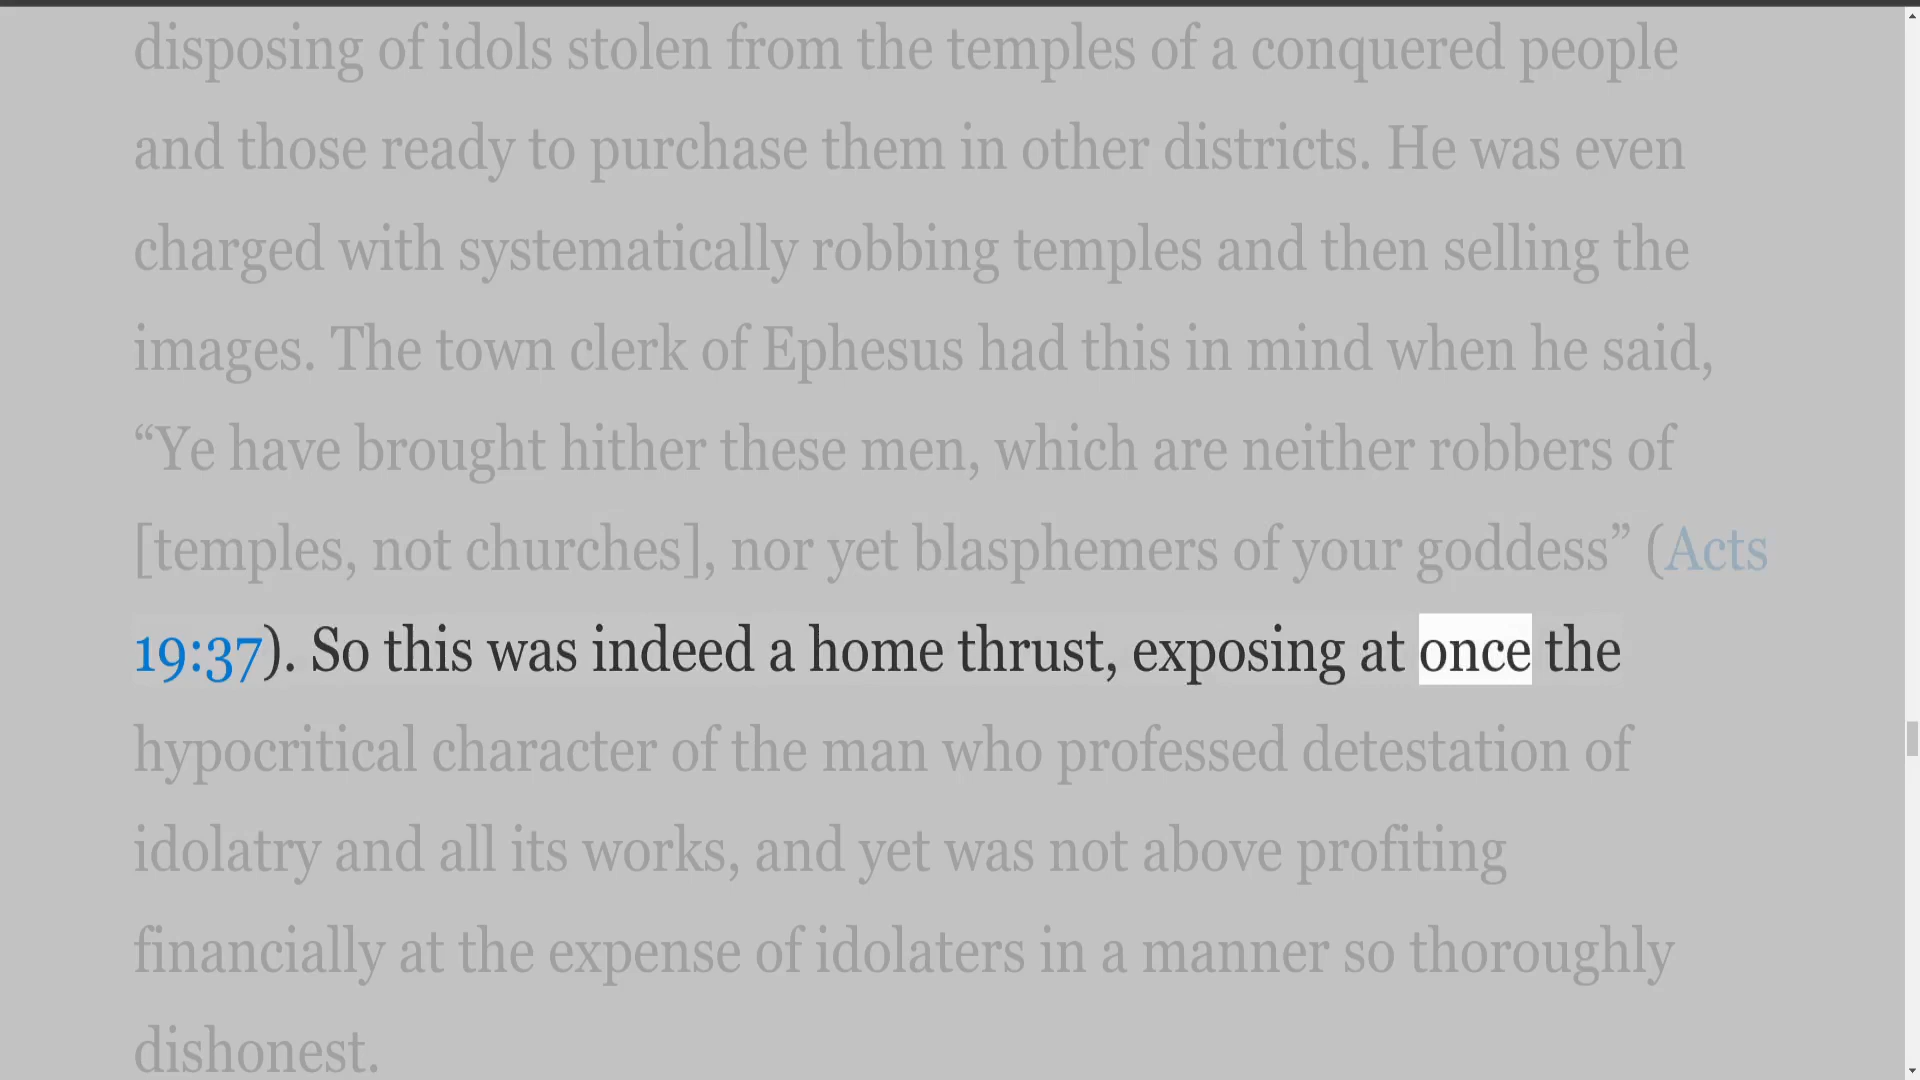 disposing of idols stolen from the temples of a conquered people
and those ready to purchase them in other districts. He was even
charged with systematically robbing temples and then selling the
images. The town clerk of Ephesus had this in mind when he said,
“Ye have brought hither these men, which are neither robbers of
[temples, not churches], nor yet blasphemers of your goddess” (Acts
19:37). So this was indeed a home thrust, exposing at once the
hypocritical character of the man who professed detestation of
idolatry and all its works, and yet was not above profiting
financially at the expense of idolaters in a manner so thoroughly
dishonest.